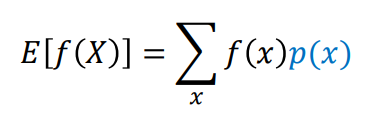 E[f(X)] = ∑ f(x)p(x)
x